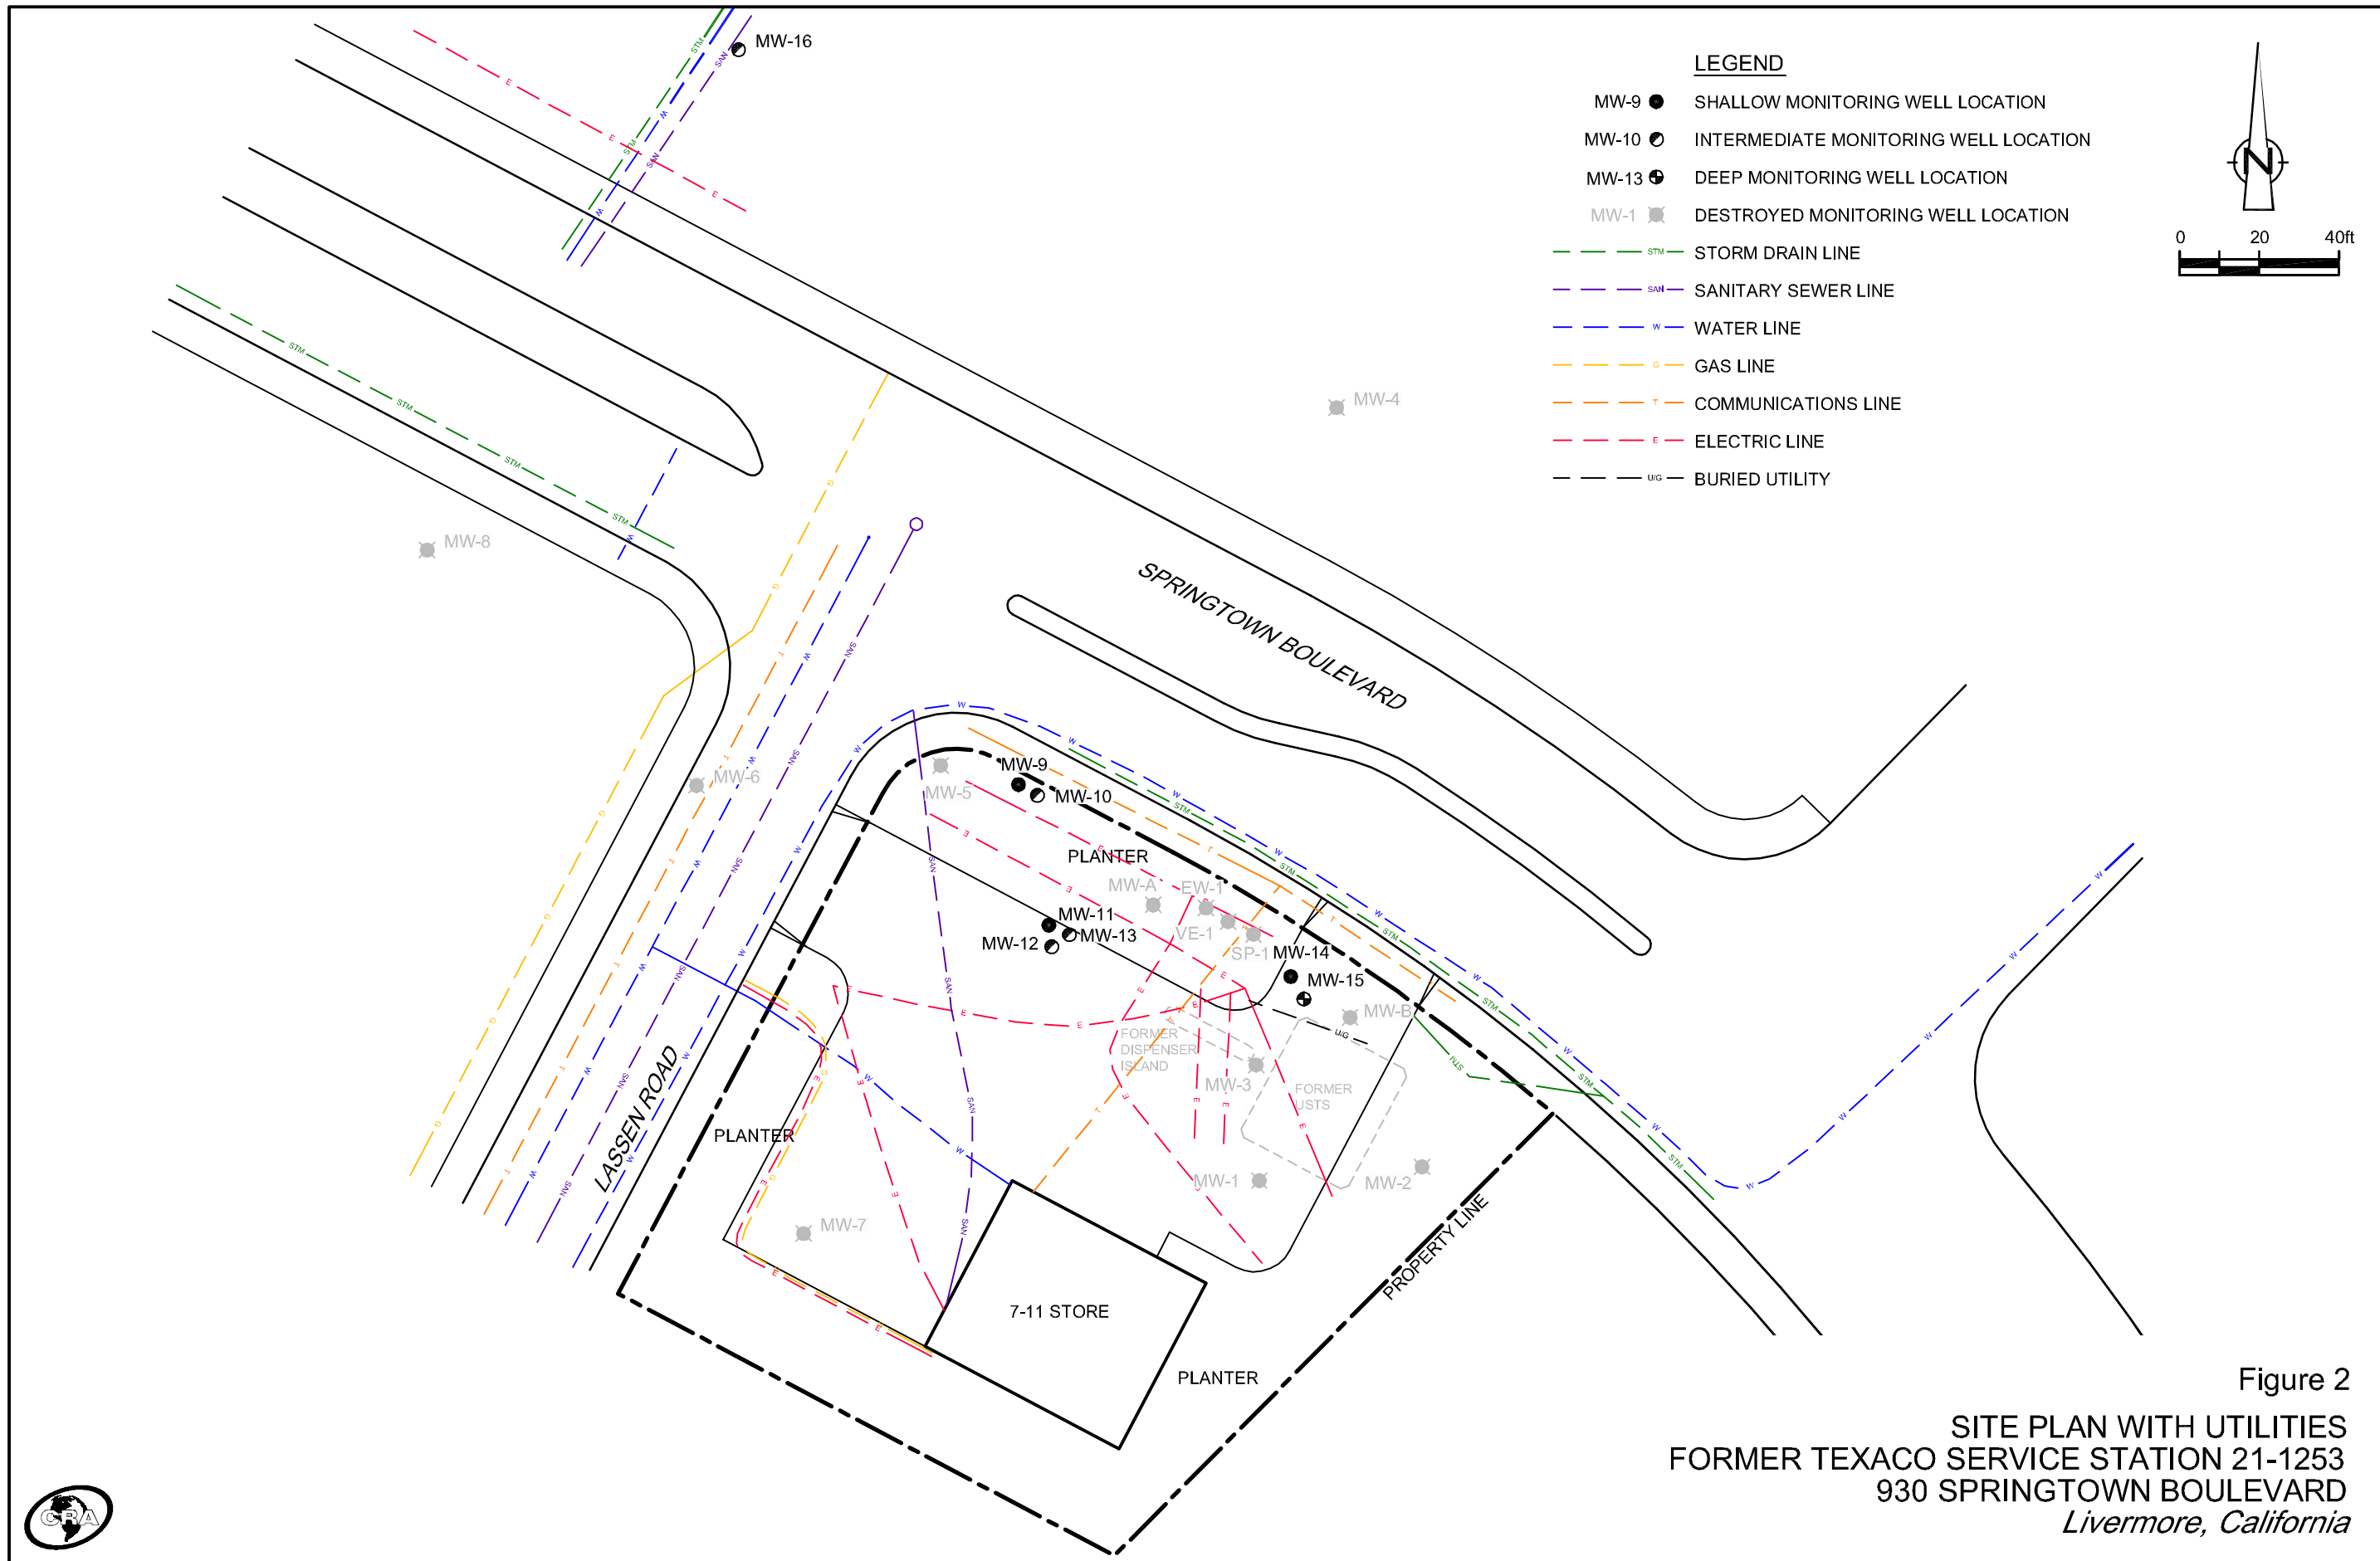 MW-16
LEGEND
MW-9 SHALLOW MONITORING WELL LOCATION
MW-10 INTERMEDIATE MONITORING WELL LOCATION
MW-13 DEEP MONITORING WELL LOCATION
MW-1 DESTROYED MONITORING WELL LOCATION
STM STORM DRAIN LINE
SAN SANITARY SEWER LINE
W WATER LINE
G GAS LINE
T COMMUNICATIONS LINE
E ELECTRIC LINE
U/G BURIED UTILITY
N
0 20 40ft
MW-4
MW-8
SPRINGTOWN BOULEVARD
MW-6
MW-5
MW-9
MW-10
PLANTER
MW-A
EW-1
VE-1
SP-1
MW-11
MW-12
MW-13
MW-14
MW-15
MW-B
U/G
FORMER
DISPENSER
ISLAND
MW-3
FORMER
USTS
LASSEN ROAD
PLANTER
MW-1
MW-2
MW-7
PROPERTY LINE
7-11 STORE
PLANTER
Figure 2
SITE PLAN WITH UTILITIES
FORMER TEXACO SERVICE STATION 21-1253
930 SPRINGTOWN BOULEVARD
Livermore, California
CRA